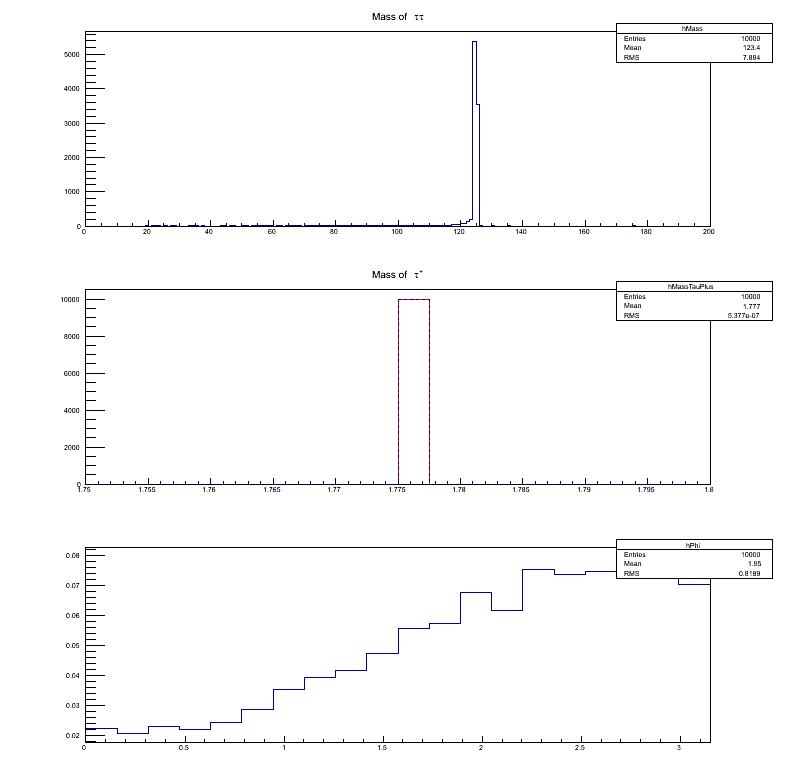 Mass of ττ
hMass
Entries 10000
Mean 123.4
RMS 7.894
5000
4000
3000
2000
1000
0
0 20 40 60 80 100 120 140 160 180 200
Mass of τ⁺
hMassTauPlus
Entries 10000
Mean 1.777
RMS 5.377e-07
10000
8000
6000
4000
2000
0
1.75 1.755 1.76 1.765 1.77 1.775 1.78 1.785 1.79 1.795 1.8
hPhi
Entries 10000
Mean 1.95
RMS 0.8189
0.08
0.07
0.06
0.05
0.04
0.03
0.02
0 0.5 1 1.5 2 2.5 3